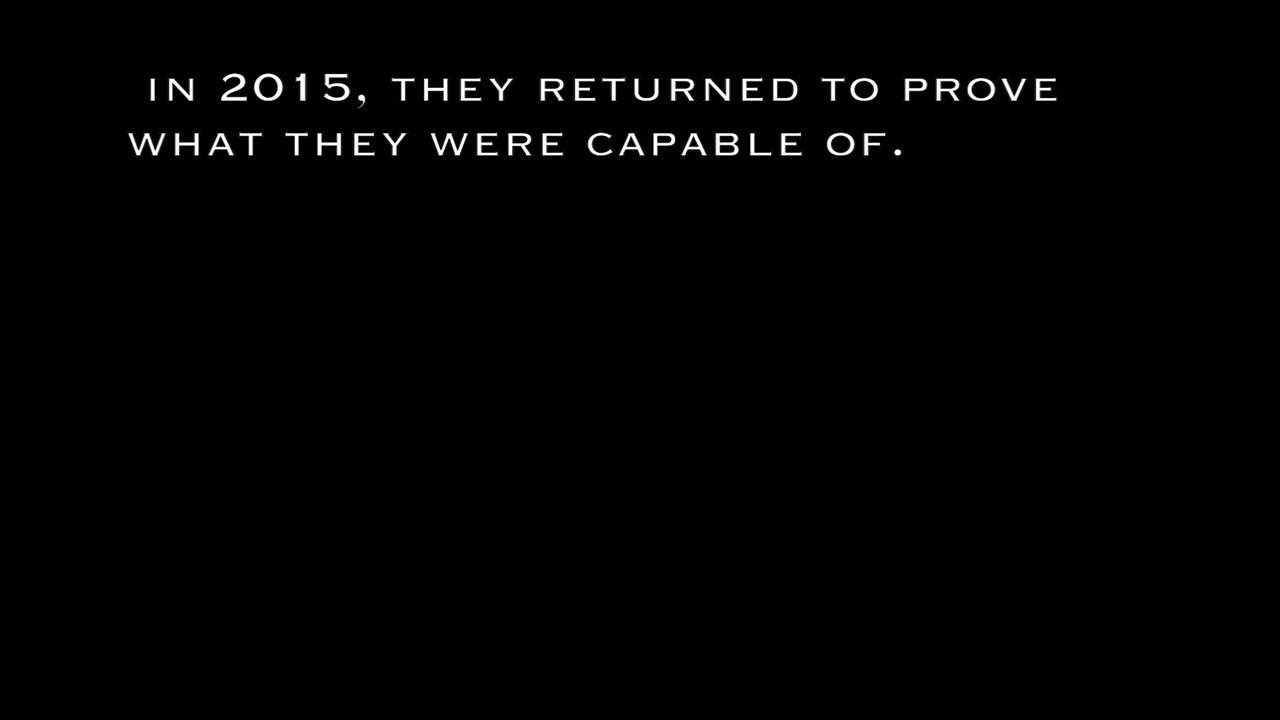 IN 2015, THEY RETURNED TO PROVE
WHAT THEY WERE CAPABLE OF.